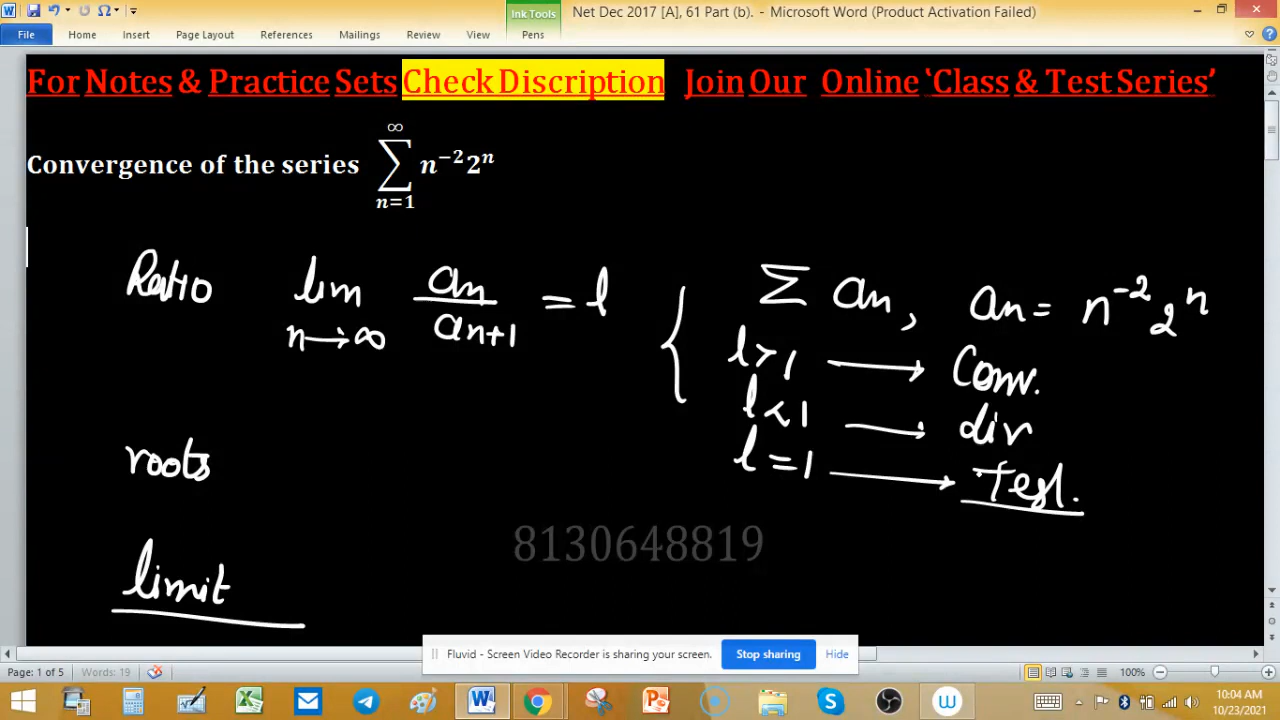 Ink Tools
Net Dec 2017 [A], 61 Part (b). - Microsoft Word (Product Activation Failed)
File Home Insert Page Layout References Mailings Review View Pens
For Notes & Practice Sets Check Discription Join Our Online 'Class & Test Series'
Convergence of the series ∑_{n=1}^{∞} n^{-2} 2^n
Ratio lim_{n→∞} an/an+1 = l { ∑ an, an = n^{-2} 2^n
l > 1 → Conv.
l < 1 → div
l = 1 → Test.
roots
8130648819
limit
Fluvid - Screen Video Recorder is sharing your screen. Stop sharing Hide
Page: 1 of 5 Words: 19 100%
10:04 AM
10/23/2021